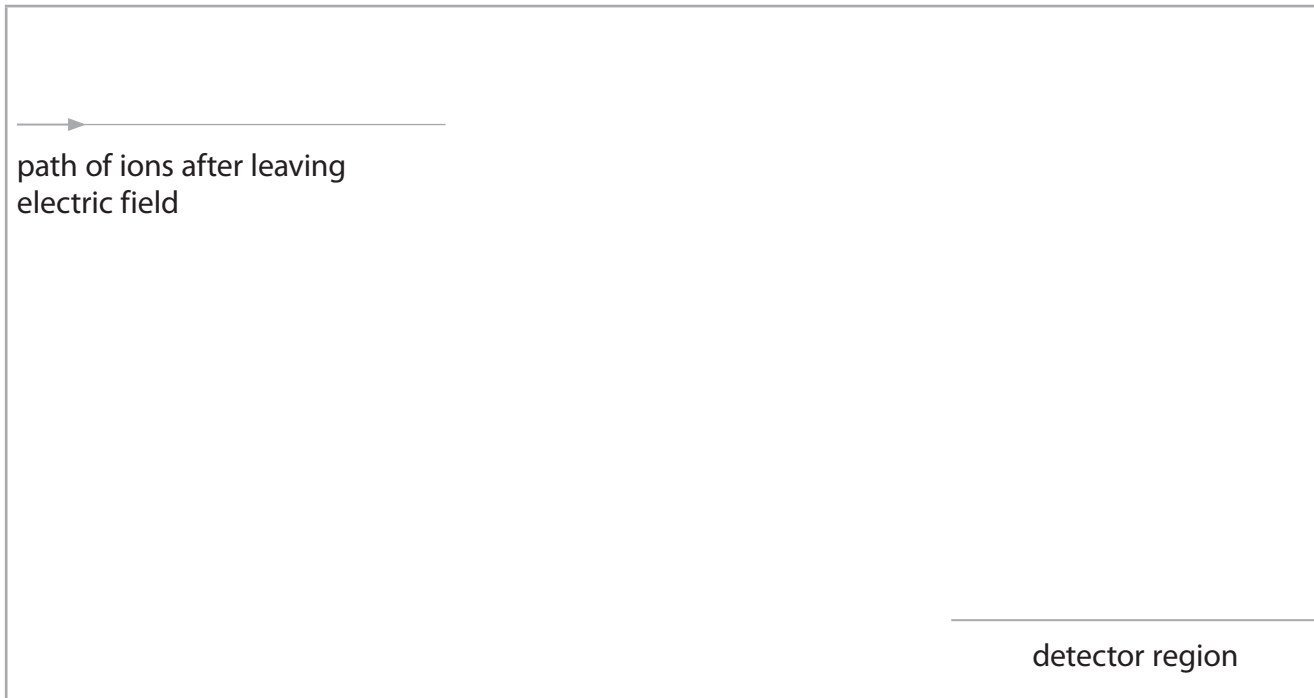 path of ions after leaving
electric field
detector region